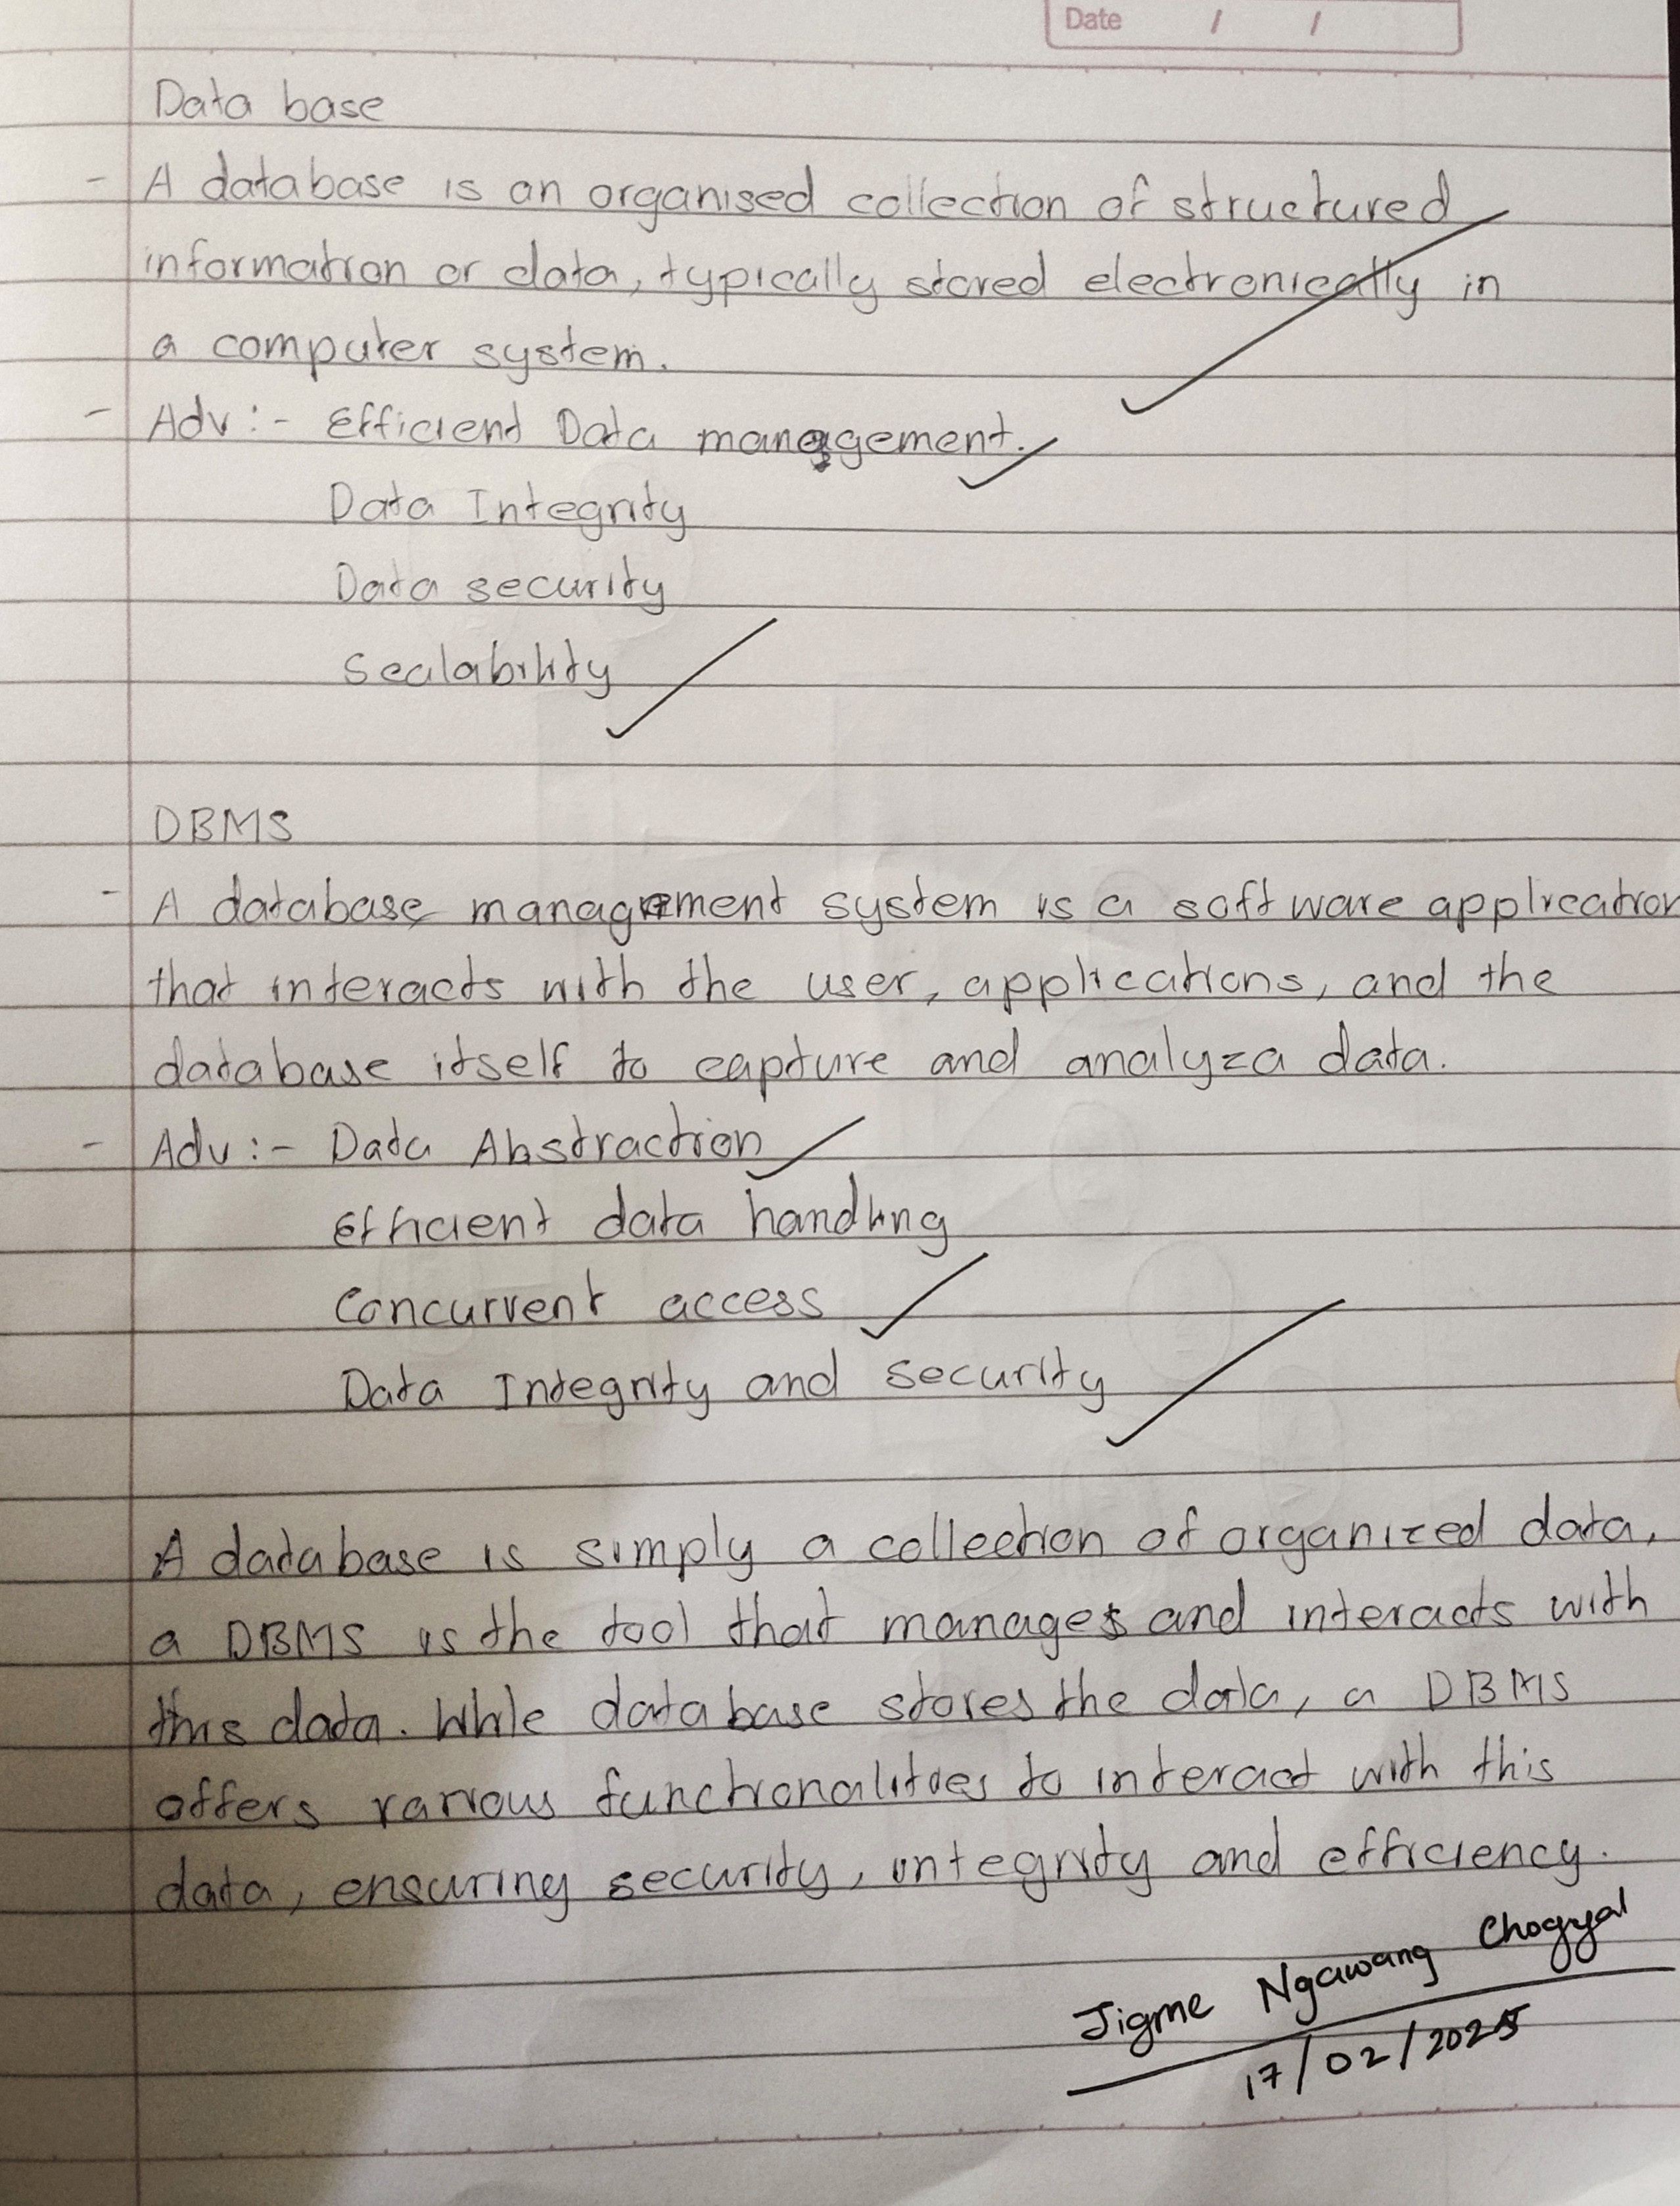 Date / /
Data base
- A database is an organised collection of structured
information or data, typically stored electronically in
a computer system.
- Adv :- Efficient Data management.
Data Integrity
Data security
Scalability
DBMS
- A database management system is a software application
that interacts with the user, applications, and the
database itself to capture and analyza data.
- Adv :- Data Abstraction
Efficient data handling
Concurrent access
Data Integrity and security
A database is simply a collection of organized data,
a DBMS is the tool that manages and interacts with
this data. While database stores the data, a DBMS
offers various functionalities to interact with this
data, ensuring security, integrity and efficiency.
Jigme Ngawang Chogyal
17/02/2025